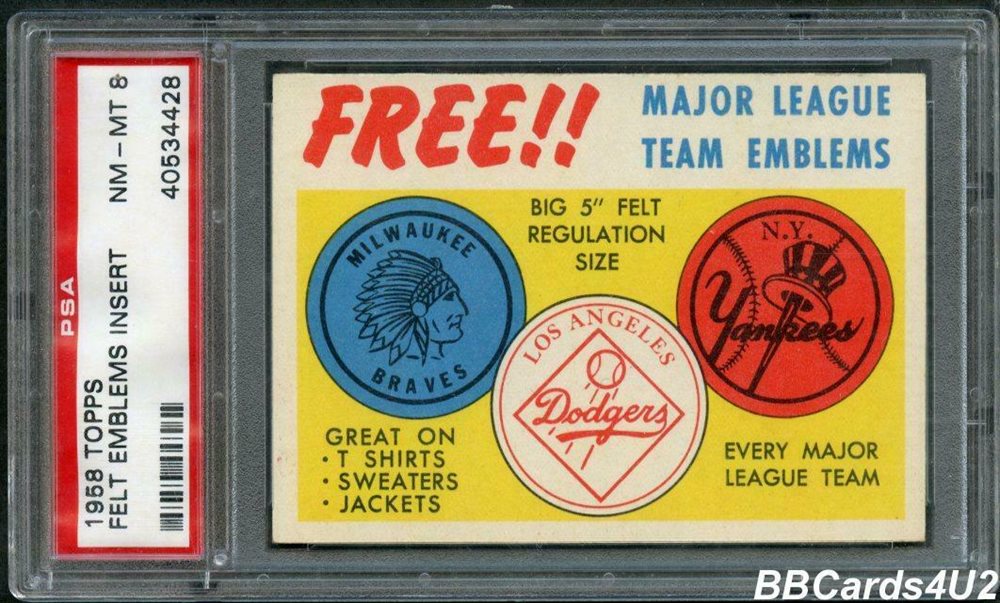 PSA
1958 TOPPS
FELT EMBLEMS INSERT
NM - MT 8
40534428
FREE!!
MAJOR LEAGUE
TEAM EMBLEMS
BIG 5" FELT
REGULATION
SIZE
MILWAUKEE
BRAVES
N.Y.
Yankees
LOS ANGELES
Dodgers
GREAT ON
• T SHIRTS
• SWEATERS
• JACKETS
EVERY MAJOR
LEAGUE TEAM
BBCards4U2